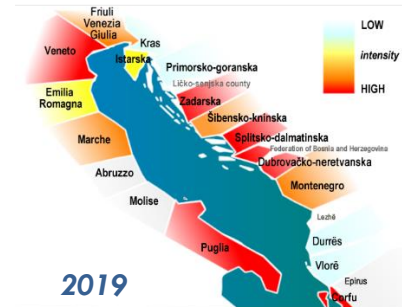 Friuli
Venezia
Giulia
Kras
Veneto
Istarska
Primorsko-goranska
Ličko-senjska county
Zadarska
Emilia
Romagna
Šibensko-kninska
Splitsko-dalmatinska
Federation of Bosnia and Herzegovina
Dubrovačko-neretvanska
Marche
Abruzzo
Montenegro
Molise
Lezhë
Durrës
Puglia
Vlorë
Epirus
Corfu
2019
LOW
intensity
HIGH